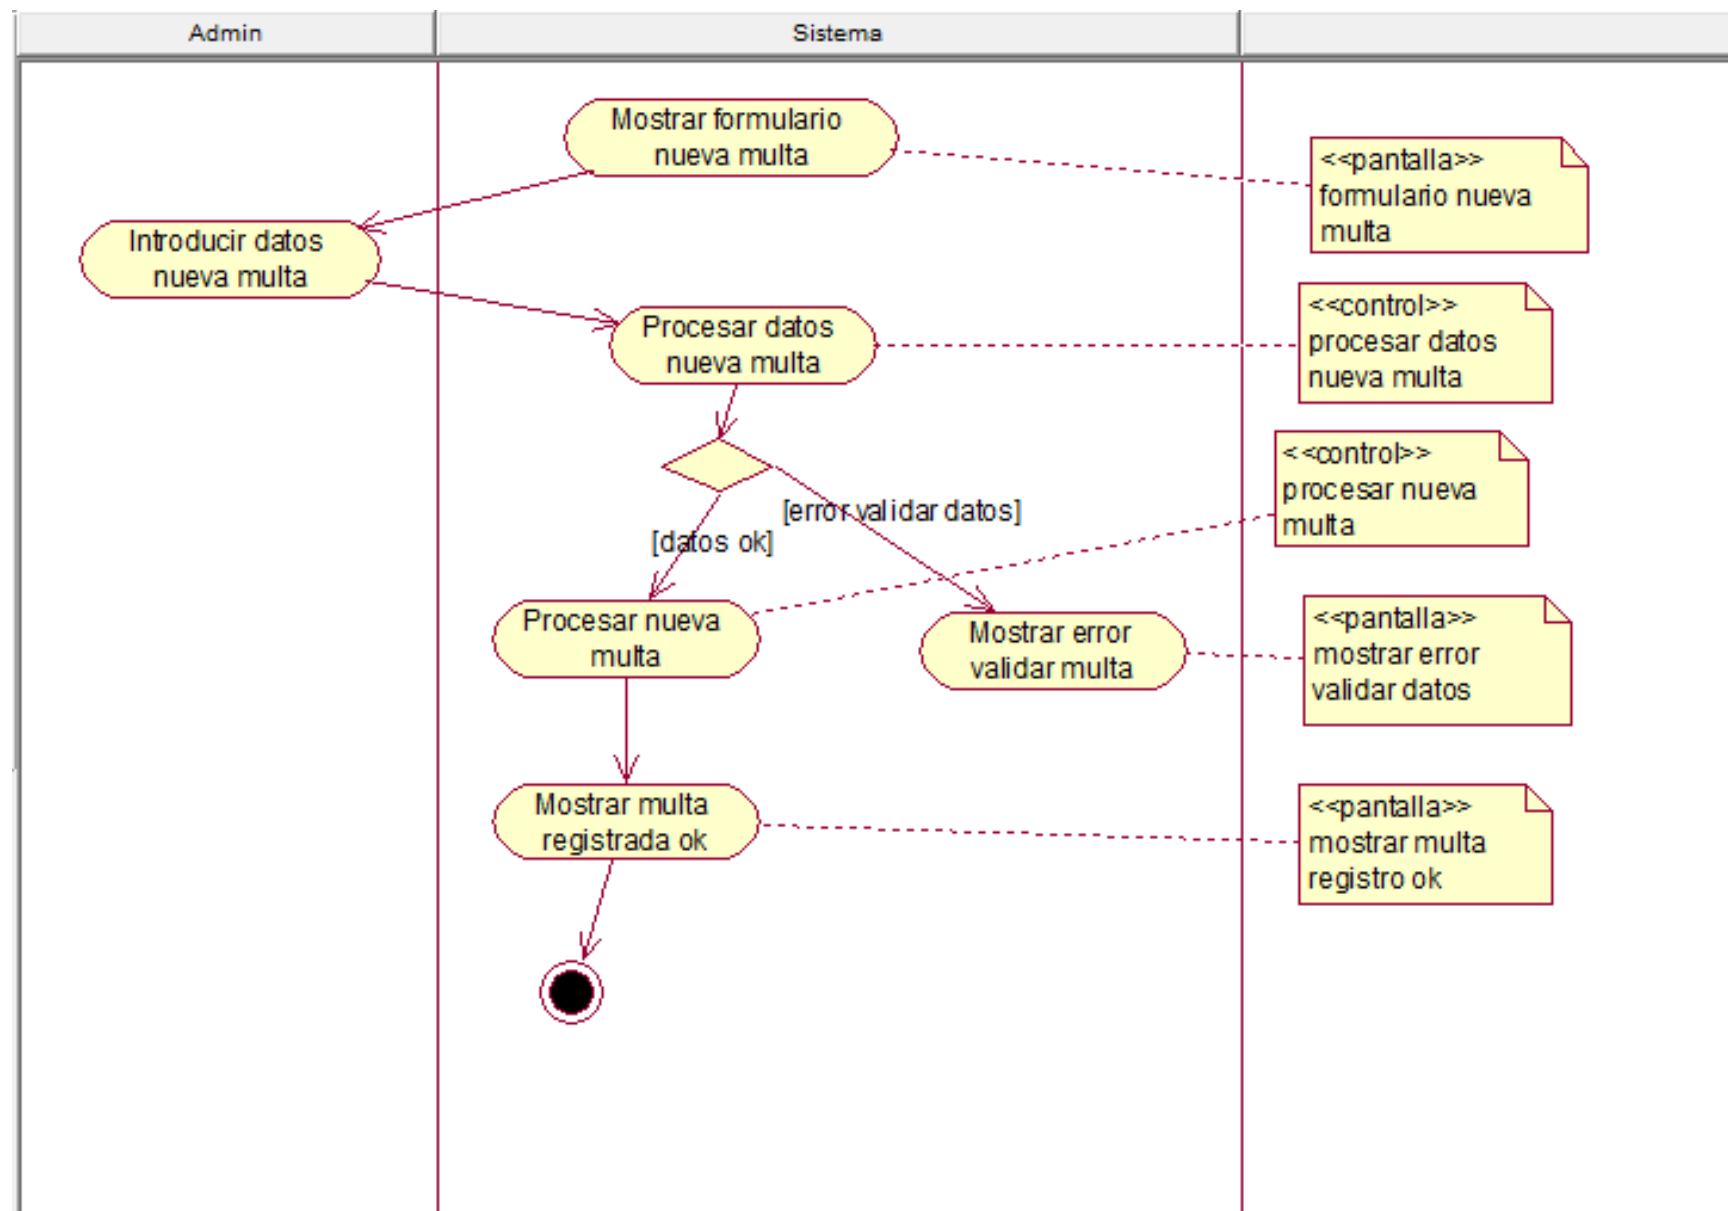 Admin
Sistema
Mostrar formulario
nueva multa
<<pantalla>>
formulario nueva
multa
Introducir datos
nueva multa
Procesar datos
nueva multa
<<control>>
procesar datos
nueva multa
[error validar datos]
[datos ok]
<<control>>
procesar nueva
multa
Procesar nueva
multa
Mostrar error
validar multa
<<pantalla>>
mostrar error
validar datos
Mostrar multa
registrada ok
<<pantalla>>
mostrar multa
registro ok